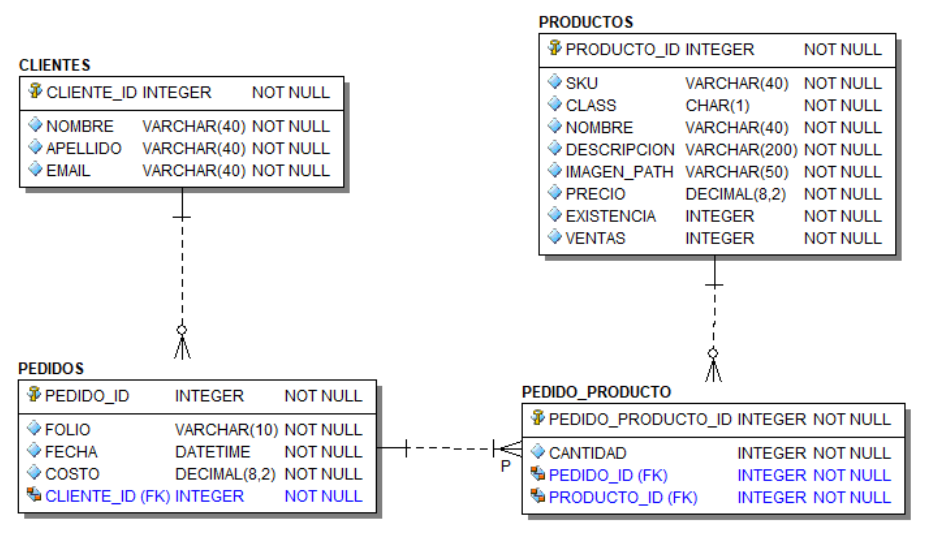 CLIENTES
CLIENTE_ID INTEGER NOT NULL
NOMBRE VARCHAR(40) NOT NULL
APELLIDO VARCHAR(40) NOT NULL
EMAIL VARCHAR(40) NOT NULL
PRODUCTOS
PRODUCTO_ID INTEGER NOT NULL
SKU VARCHAR(40) NOT NULL
CLASS CHAR(1) NOT NULL
NOMBRE VARCHAR(40) NOT NULL
DESCRIPCION VARCHAR(200) NOT NULL
IMAGEN_PATH VARCHAR(50) NOT NULL
PRECIO DECIMAL(8,2) NOT NULL
EXISTENCIA INTEGER NOT NULL
VENTAS INTEGER NOT NULL
PEDIDOS
PEDIDO_ID INTEGER NOT NULL
FOLIO VARCHAR(10) NOT NULL
FECHA DATETIME NOT NULL
COSTO DECIMAL(8,2) NOT NULL
CLIENTE_ID (FK) INTEGER NOT NULL
P
PEDIDO_PRODUCTO
PEDIDO_PRODUCTO_ID INTEGER NOT NULL
CANTIDAD INTEGER NOT NULL
PEDIDO_ID (FK) INTEGER NOT NULL
PRODUCTO_ID (FK) INTEGER NOT NULL